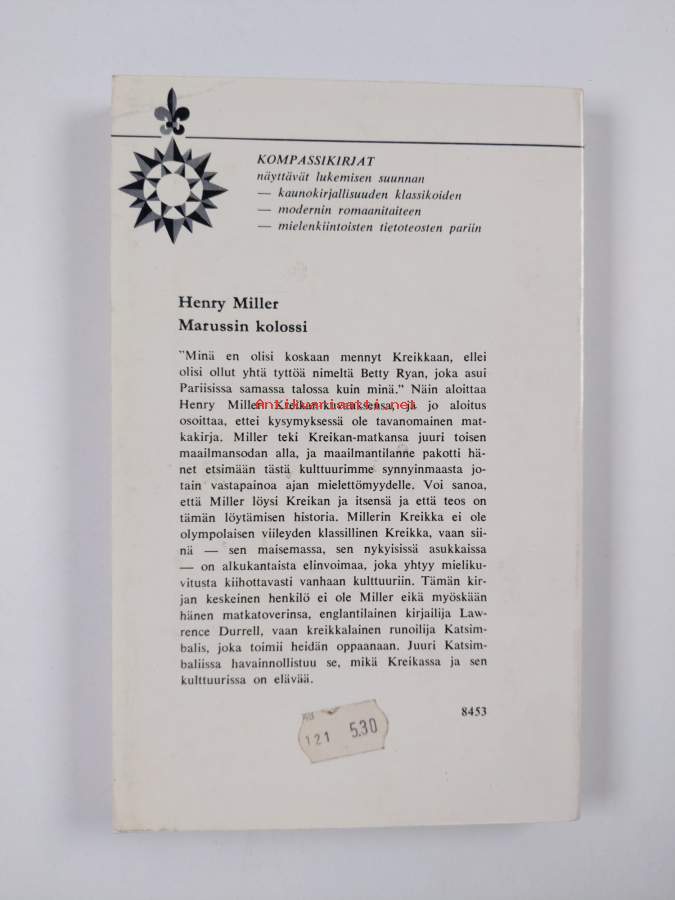 KOMPASSIKIRJAT
näyttävät lukemisen suunnan
— kaunokirjallisuuden klassikoiden
— modernin romaanitaiteen
— mielenkiintoisten tietoteosten pariin
Henry Miller
Marussin kolossi
"Minä en olisi koskaan mennyt Kreikkaan, ellei
olisi ollut yhtä tyttöä nimeltä Betty Ryan, joka asui
Pariisissa samassa talossa kuin minä." Näin aloittaa
Henry Miller Kreikan-kuvauksensa, ja jo aloitus
osoittaa, ettei kysymyksessä ole tavanomainen mat-
kakirja. Miller teki Kreikan-matkansa juuri toisen
maailmansodan alla, ja maailmantilanne pakotti hä-
net etsimään tästä kulttuurimme synnyinmaasta jo-
tain vastapainoa ajan mielettömyydelle. Voi sanoa,
että Miller löysi Kreikan ja itsensä ja että teos on
tämän löytämisen historia. Millerin Kreikka ei ole
olympolaisen viileyden klassillinen Kreikka, vaan sii-
nä — sen maisemassa, sen nykyisissä asukkaissa
— on alkukantaista elinvoimaa, joka yhtyy mieliku-
vitusta kiihottavasti vanhaan kulttuuriin. Tämän kir-
jan keskeinen henkilö ei ole Miller eikä myöskään
hänen matkatoverinsa, englantilainen kirjailija Law-
rence Durrell, vaan kreikkalainen runoilija Katsim-
balis, joka toimii heidän oppaanaan. Juuri Katsim-
baliissa havainnollistuu se, mikä Kreikassa ja sen
kulttuurissa on elävää.
8453
121 5.30
Antikvariaatti.net